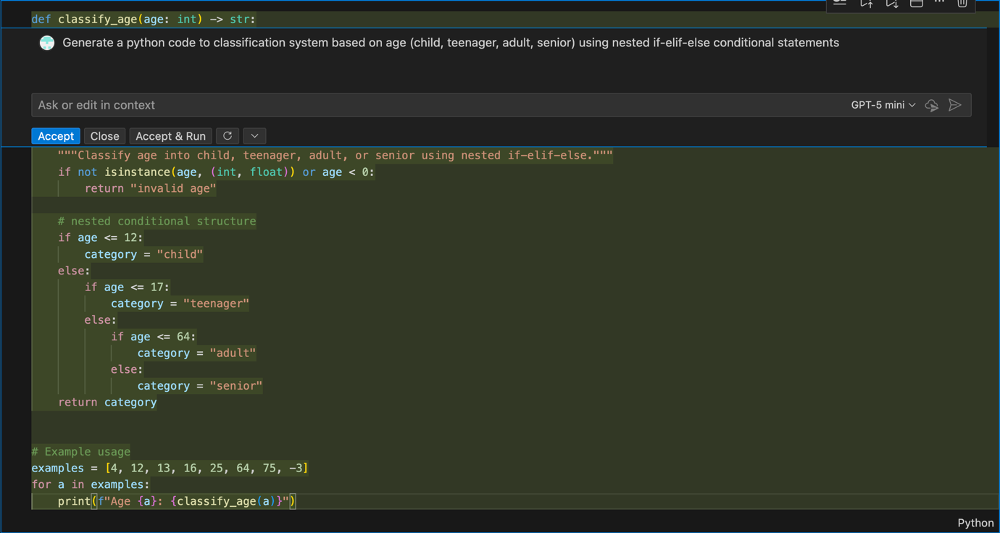 def classify_age(age: int) -> str:
Generate a python code to classification system based on age (child, teenager, adult, senior) using nested if-elif-else conditional statements
Ask or edit in context
GPT-5 mini
Accept
Close
Accept & Run
    """Classify age into child, teenager, adult, or senior using nested if-elif-else."""
    if not isinstance(age, (int, float)) or age < 0:
        return "invalid age"
    # nested conditional structure
    if age <= 12:
        category = "child"
    else:
        if age <= 17:
            category = "teenager"
        else:
            if age <= 64:
                category = "adult"
            else:
                category = "senior"
    return category
# Example usage
examples = [4, 12, 13, 16, 25, 64, 75, -3]
for a in examples:
    print(f"Age {a}: {classify_age(a)}")
Python